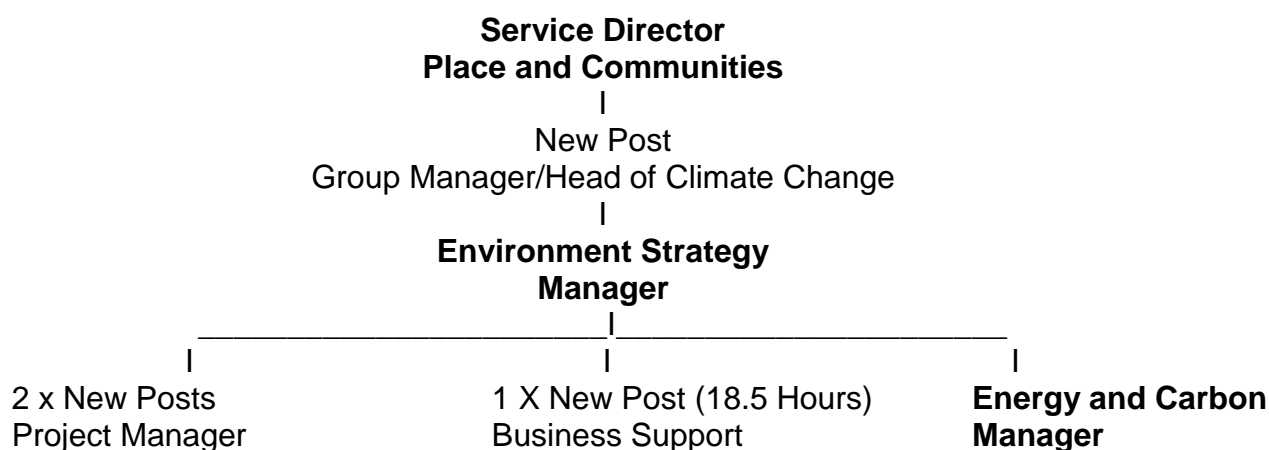 Service Director
Place and Communities
I
New Post
Group Manager/Head of Climate Change
I
Environment Strategy
Manager
_______________________I_______________________
I I I
2 x New Posts 1 X New Post (18.5 Hours) Energy and Carbon
Project Manager Business Support Manager